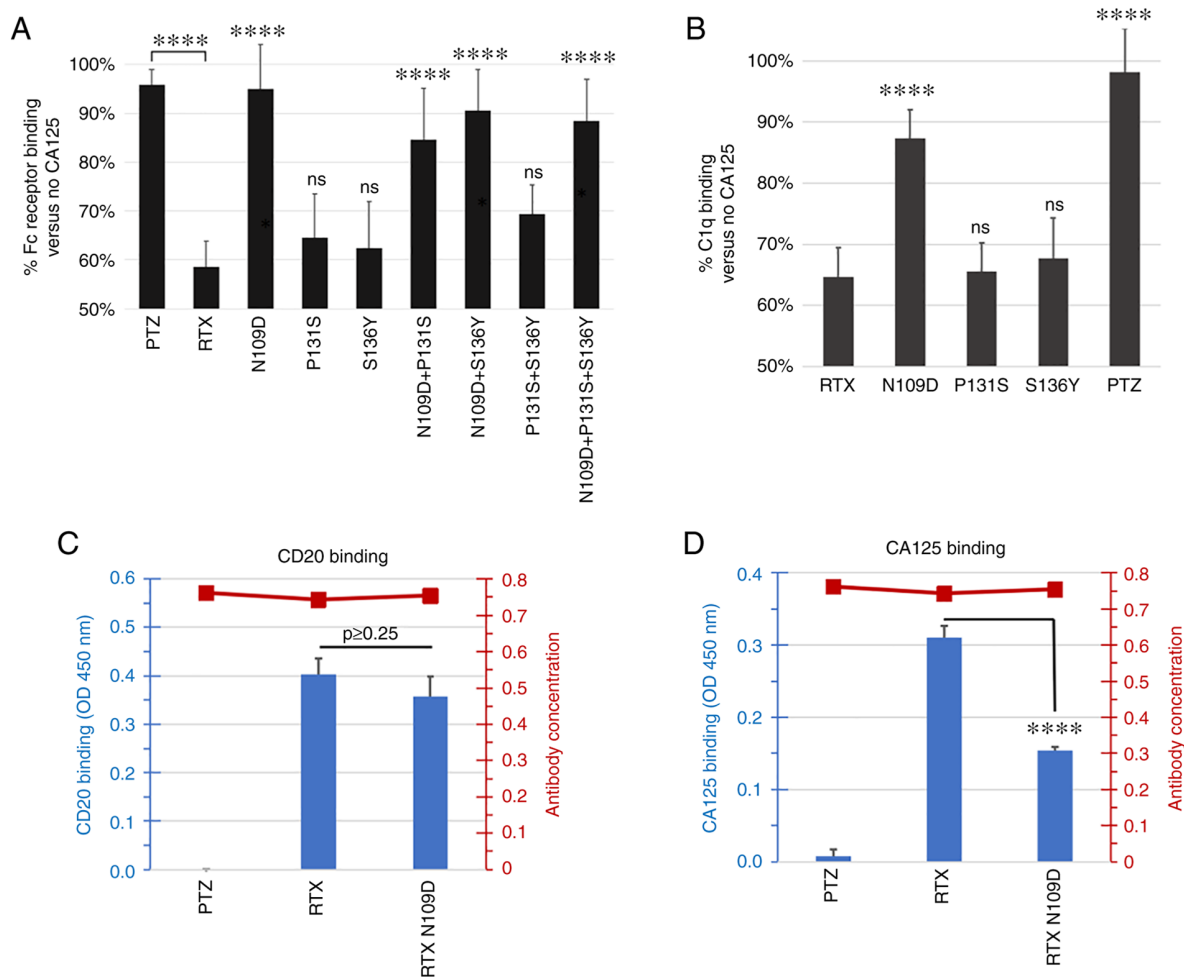 A
% Fc receptor binding
versus no CA125
100%
90%
80%
70%
60%
50%
****
****
****
****
****
ns
ns
ns
*
*
*
PTZ
RTX
N109D
P131S
S136Y
N109D+P131S
N109D+S136Y
P131S+S136Y
N109D+P131S+S136Y
B
% C1q binding
versus no CA125
100%
90%
80%
70%
60%
50%
****
ns
ns
****
RTX
N109D
P131S
S136Y
PTZ
C
CD20 binding
CD20 binding (OD 450 nm)
0.6
0.5
0.4
0.3
0.2
0.1
0.0
p≥0.25
0.8
0.7
0.6
0.5
0.4
0.3
0.2
0.1
0
Antibody concentration
PTZ
RTX
RTX N109D
D
CA125 binding
CA125 binding (OD 450 nm)
0.4
0.3
0.2
0.1
0.0
****
0.8
0.7
0.6
0.5
0.4
0.3
0.2
0.1
0
Antibody concentration
PTZ
RTX
RTX N109D